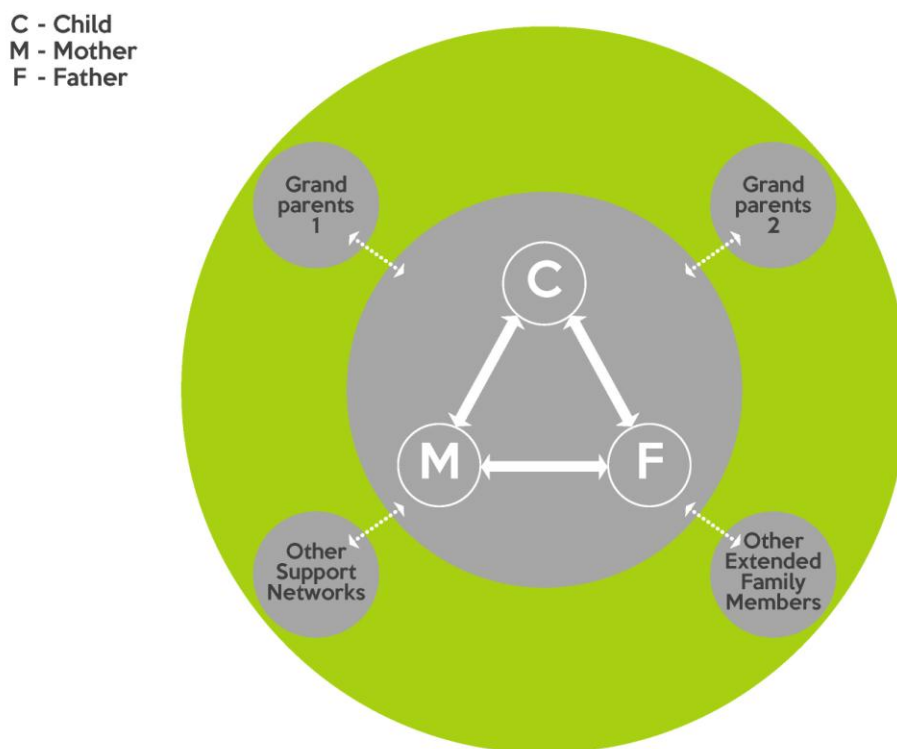 C - Child
M - Mother
F - Father
Grand
parents
1
Grand
parents
2
C
M
F
Other
Support
Networks
Other
Extended
Family
Members